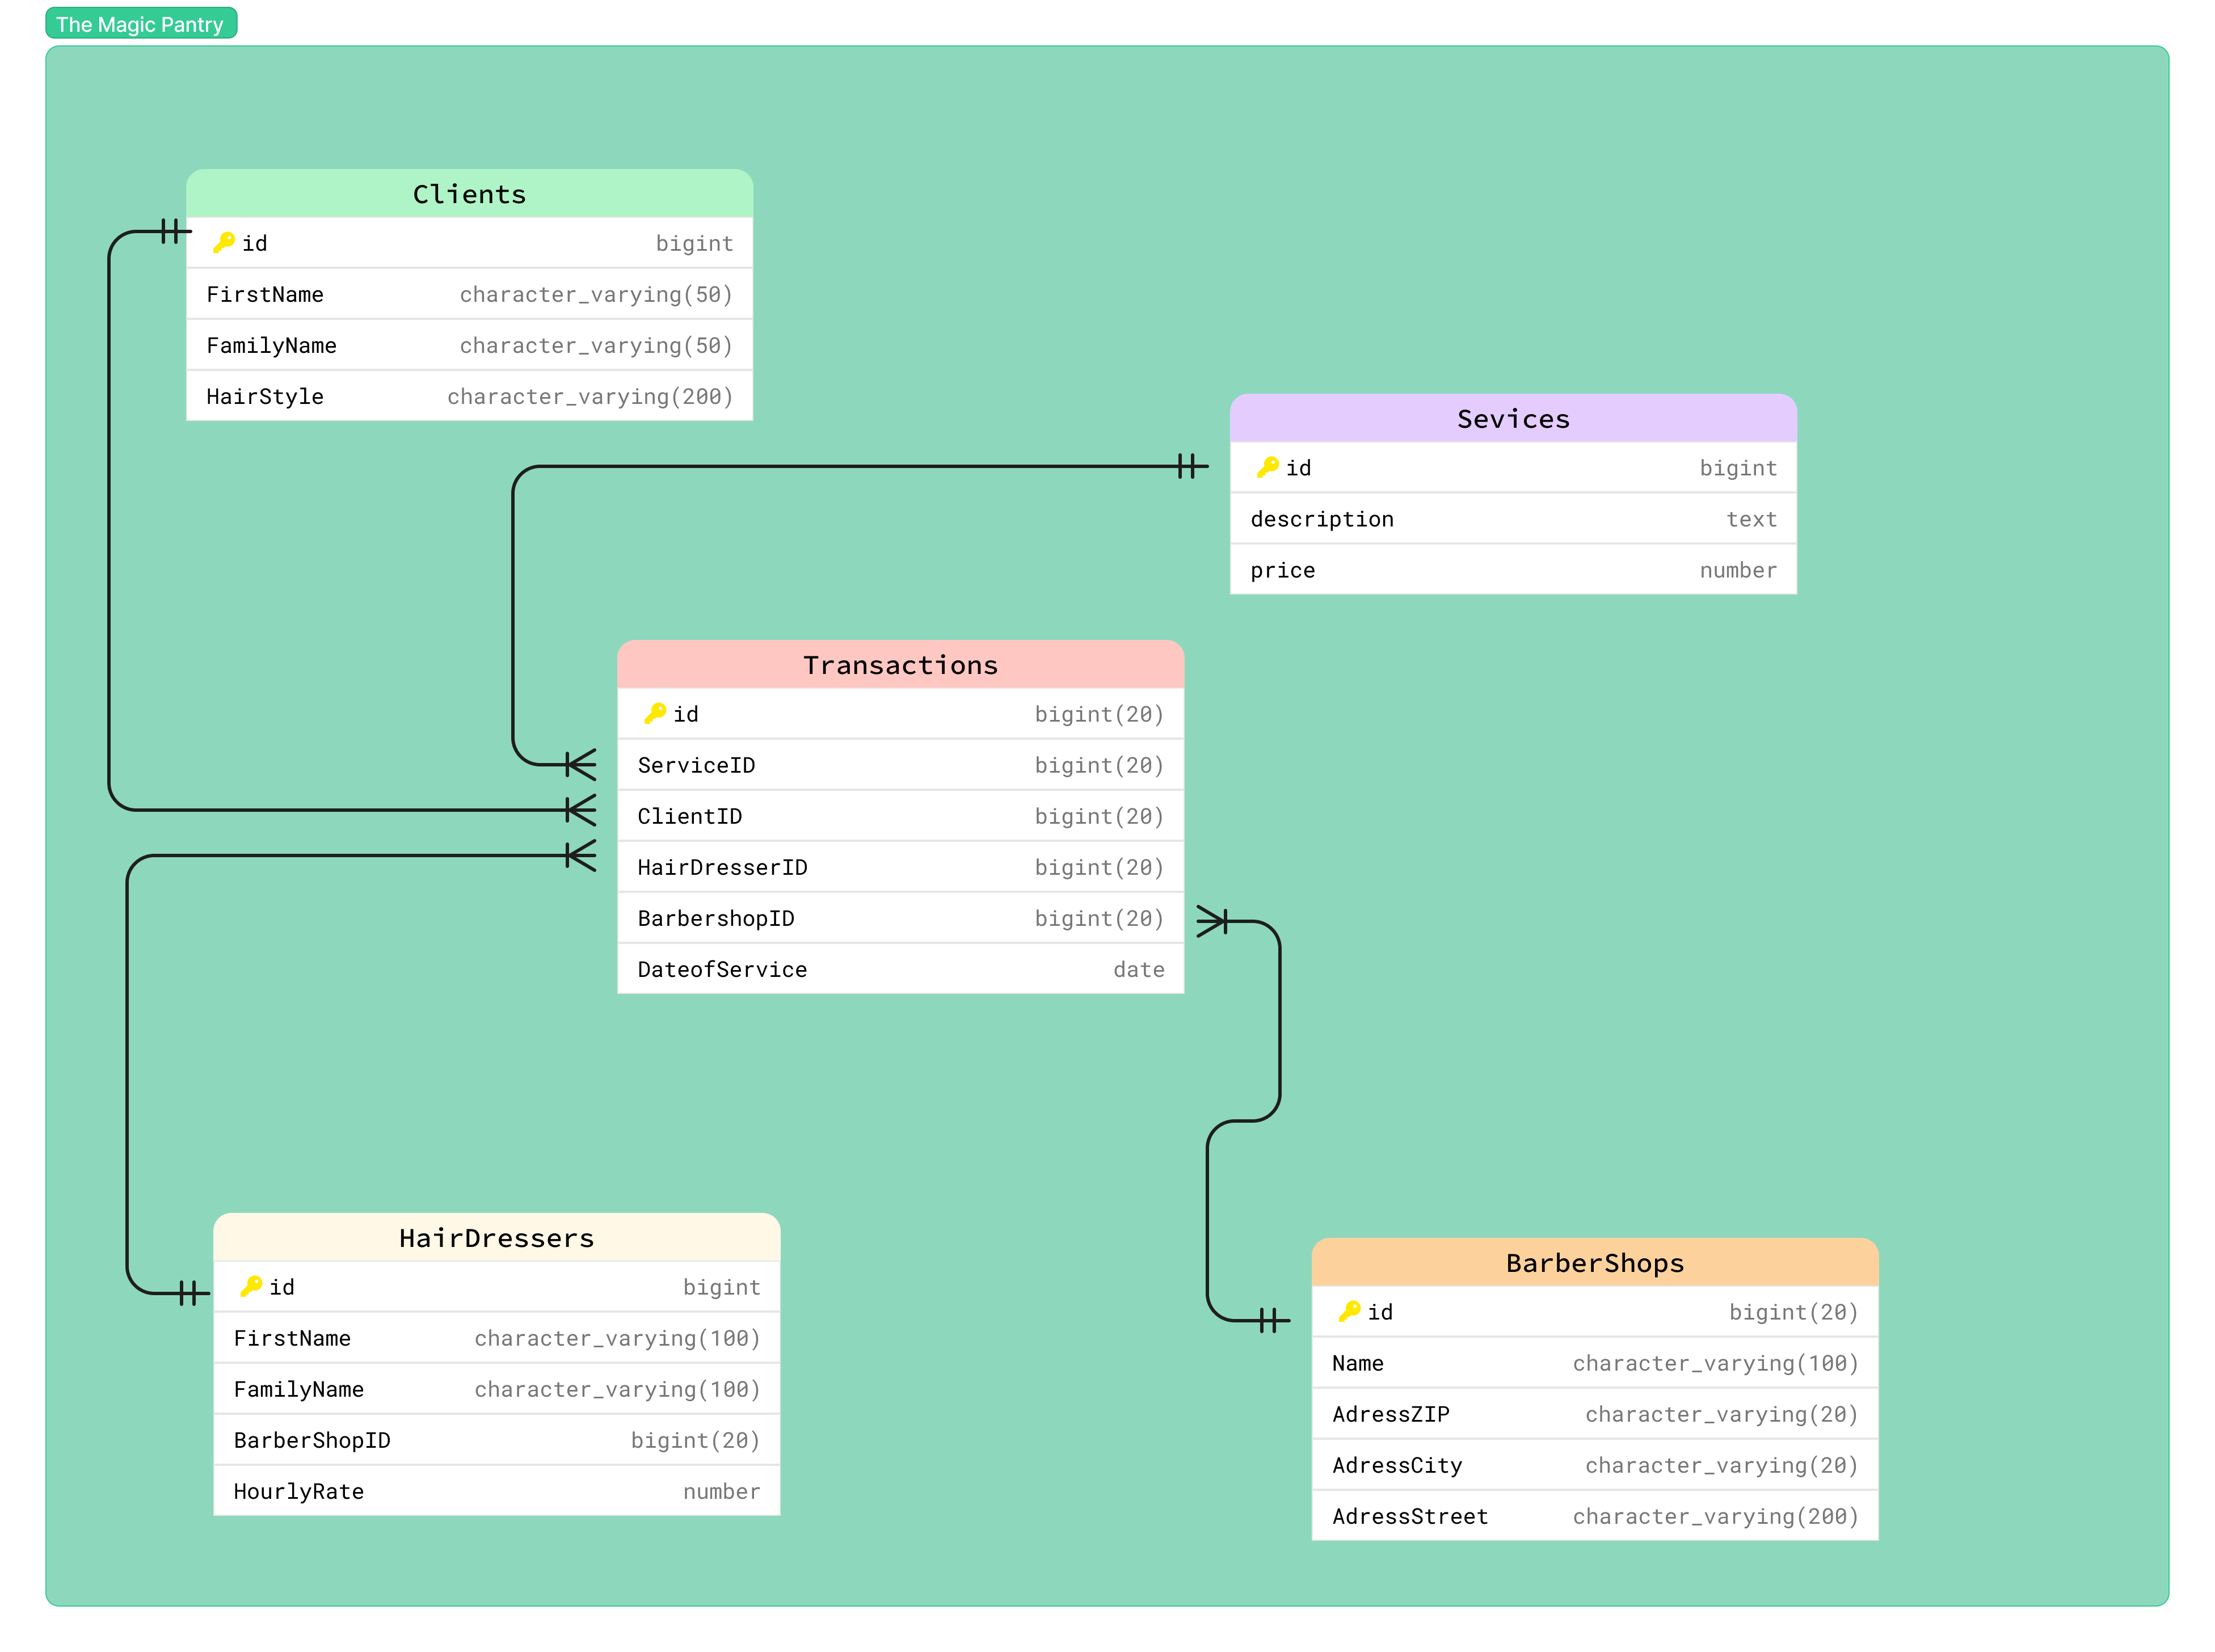 The Magic Pantry
Clients
id bigint
FirstName character_varying(50)
FamilyName character_varying(50)
HairStyle character_varying(200)
Sevices
id bigint
description text
price number
Transactions
id bigint(20)
ServiceID bigint(20)
ClientID bigint(20)
HairDresserID bigint(20)
BarbershopID bigint(20)
DateofService date
HairDressers
id bigint
FirstName character_varying(100)
FamilyName character_varying(100)
BarberShopID bigint(20)
HourlyRate number
BarberShops
id bigint(20)
Name character_varying(100)
AdressZIP character_varying(20)
AdressCity character_varying(20)
AdressStreet character_varying(200)